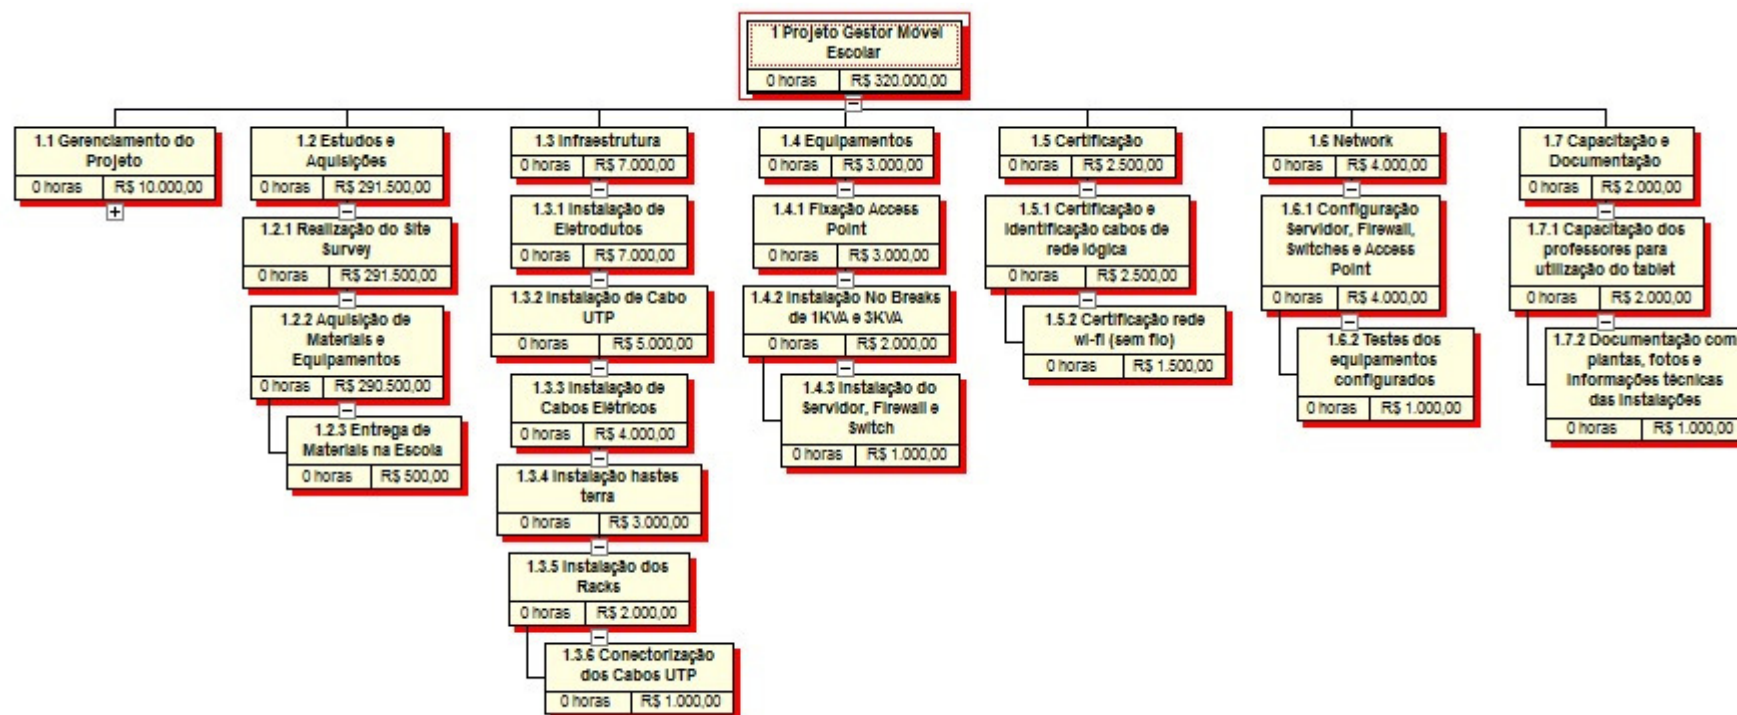 1 Projeto Gestor Móvel
Escolar
0 horas R$ 320.000,00
1.1 Gerenciamento do
Projeto
0 horas R$ 10.000,00
1.2 Estudos e
Aquisições
0 horas R$ 291.500,00
1.2.1 Realização do Site
Survey
0 horas R$ 291.500,00
1.2.2 Aquisição de
Materiais e
Equipamentos
0 horas R$ 290.500,00
1.2.3 Entrega de
Materiais na Escola
0 horas R$ 500,00
1.3 Infraestrutura
0 horas R$ 7.000,00
1.3.1 Instalação de
Eletrodutos
0 horas R$ 7.000,00
1.3.2 Instalação de Cabo
UTP
0 horas R$ 5.000,00
1.3.3 Instalação de
Cabos Elétricos
0 horas R$ 4.000,00
1.3.4 Instalação hastes
terra
0 horas R$ 3.000,00
1.3.5 Instalação dos
Racks
0 horas R$ 2.000,00
1.3.6 Conectorização
dos Cabos UTP
0 horas R$ 1.000,00
1.4 Equipamentos
0 horas R$ 3.000,00
1.4.1 Fixação Access
Point
0 horas R$ 3.000,00
1.4.2 Instalação No Breaks
de 1KVA e 3KVA
0 horas R$ 2.000,00
1.4.3 Instalação do
Servidor, Firewall e
Switch
0 horas R$ 1.000,00
1.5 Certificação
0 horas R$ 2.500,00
1.5.1 Certificação e
identificação cabos de
rede lógica
0 horas R$ 2.500,00
1.5.2 Certificação rede
wi-fi (sem fio)
0 horas R$ 1.500,00
1.6 Network
0 horas R$ 4.000,00
1.6.1 Configuração
Servidor, Firewall,
Switches e Access
Point
0 horas R$ 4.000,00
1.6.2 Testes dos
equipamentos
configurados
0 horas R$ 1.000,00
1.7 Capacitação e
Documentação
0 horas R$ 2.000,00
1.7.1 Capacitação dos
professores para
utilização do tablet
0 horas R$ 2.000,00
1.7.2 Documentação com
plantas, fotos e
informações técnicas
das instalações
0 horas R$ 1.000,00